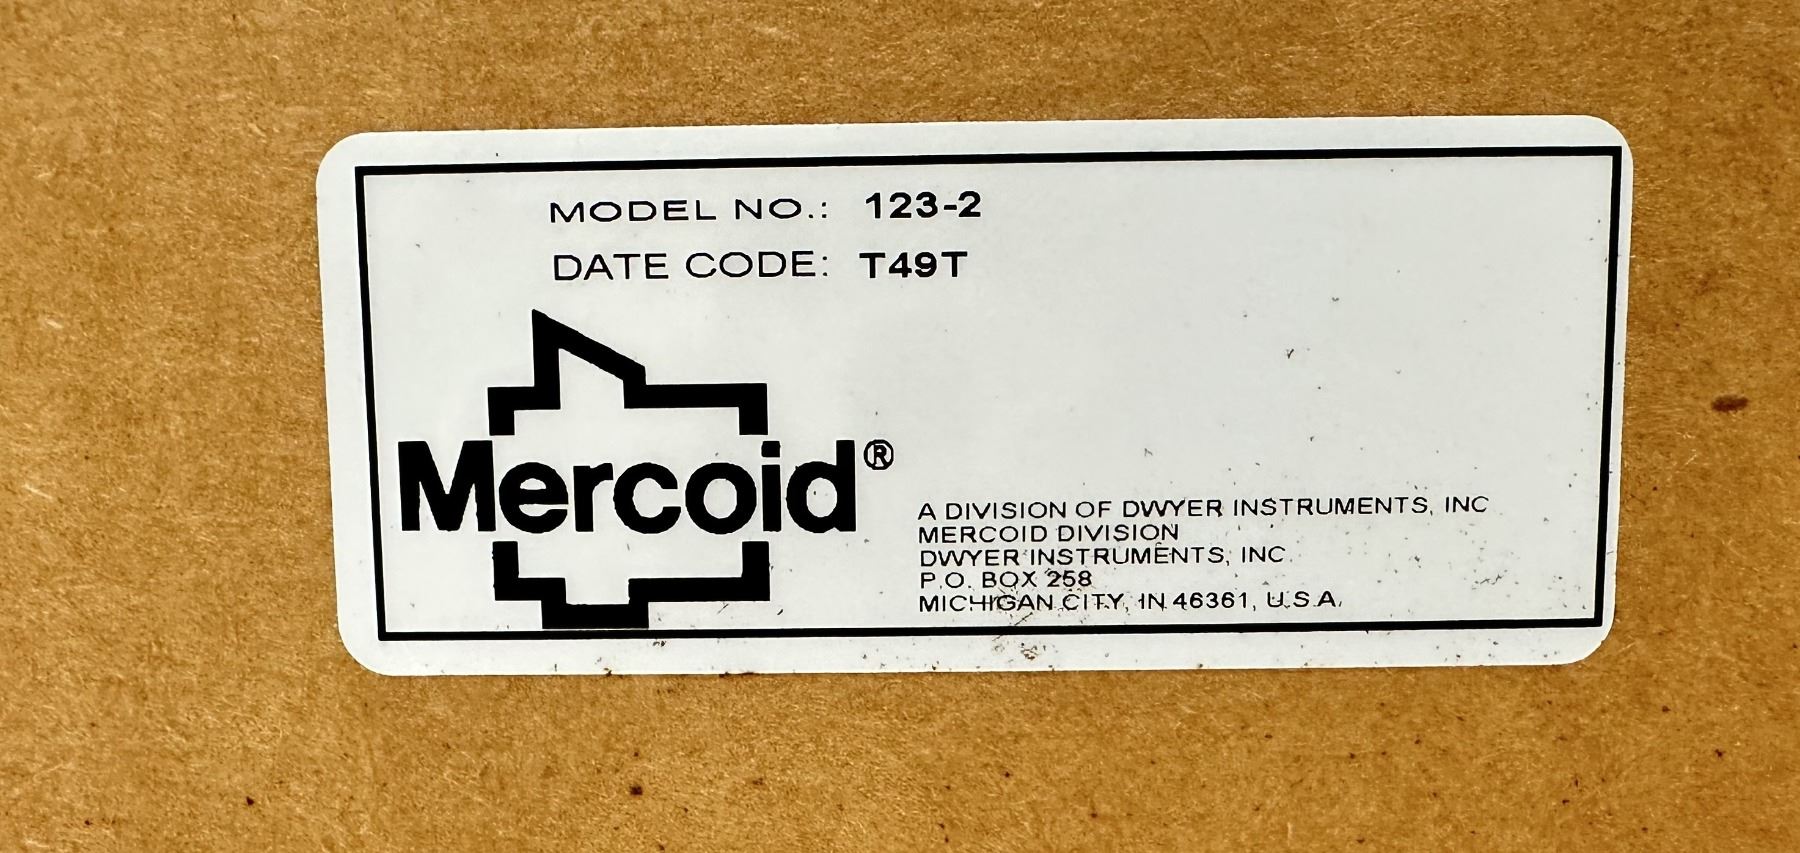 MODEL NO.: 123-2
DATE CODE: T49T
Mercoid®
A DIVISION OF DWYER INSTRUMENTS, INC
MERCOID DIVISION
DWYER INSTRUMENTS, INC.
P.O. BOX 258
MICHIGAN CITY, IN 46361, U.S.A.